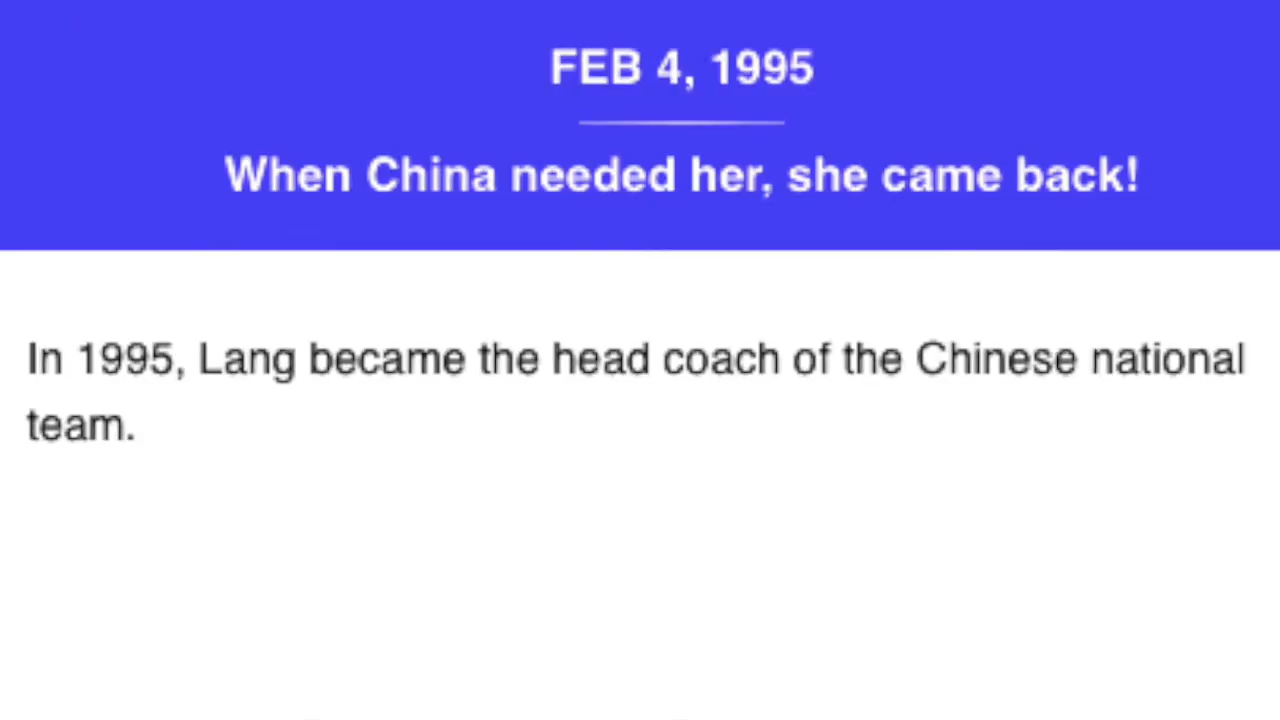 FEB 4, 1995
When China needed her, she came back!
In 1995, Lang became the head coach of the Chinese national
team.